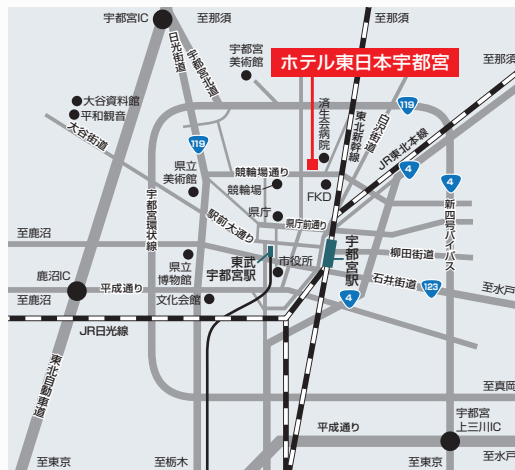 宇都宮IC
至那須
至那須
日光街道
宇都宮北道
宇都宮
美術館
ホテル東日本宇都宮
至那須
大谷資料館
平和観音
大谷街道
119
済生会病院
東北新幹線
白沢街道
119
JR東北本線
4
4
競輪場通り
県立
美術館
競輪場
FKD
宇都宮環状線
駅前大通り
県庁
県庁前通り
新四号バイパス
至鹿沼
東武
宇都宮駅
市役所
宇都宮駅
柳田街道
県立
博物館
石井街道
鹿沼IC
平成通り
至鹿沼
文化会館
4
123
至水戸
JR日光線
東北自動車道
至真岡
平成通り
宇都宮
上三川IC
至東京
至栃木
至東京
至水戸